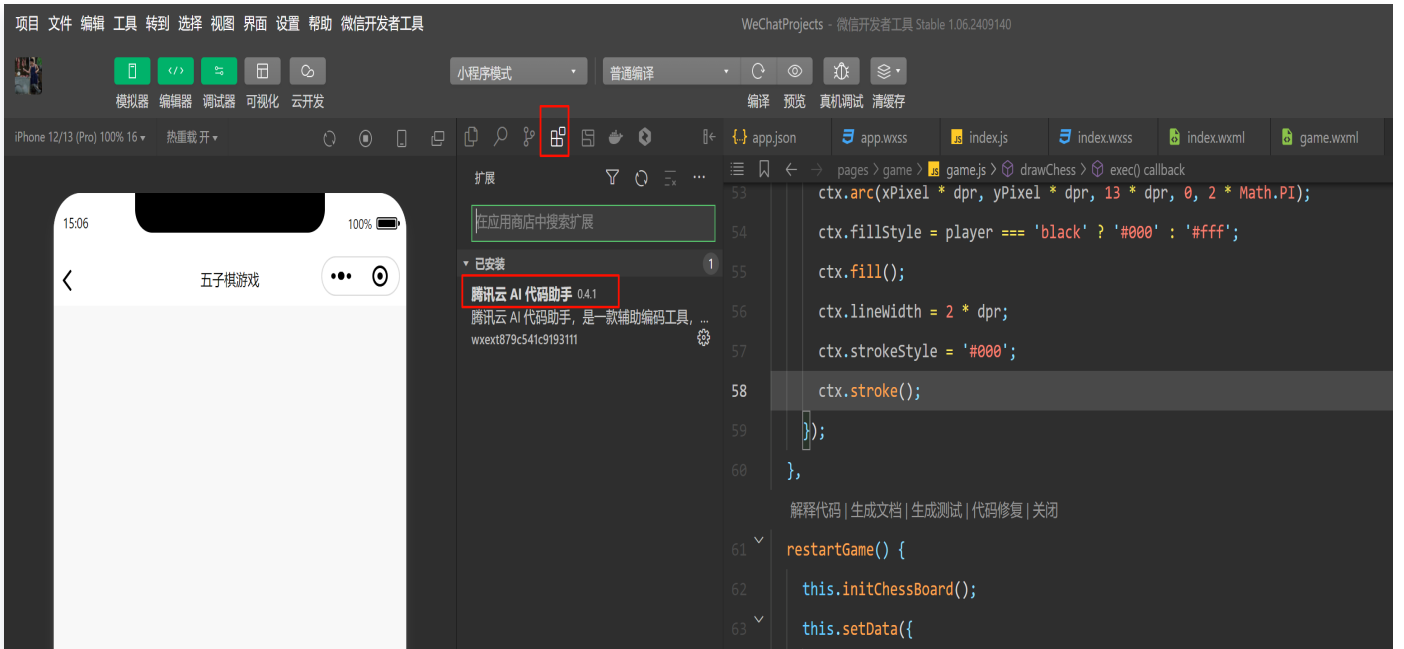 项目 文件 编辑 工具 转到 选择 视图 界面 设置 帮助 微信开发者工具
WeChatProjects - 微信开发者工具 Stable 1.06.2409140
模拟器 编辑器 调试器 可视化 云开发
小程序模式
普通编译
编译 预览 真机调试 清缓存
iPhone 12/13 (Pro) 100% 16
热重载 开
15:06
100%
五子棋游戏
扩展
在应用商店中搜索扩展
已安装
1
腾讯云 AI 代码助手 0.4.1
腾讯云 AI 代码助手，是一款辅助编码工具，...
wxext879c541c9193111
{..} app.json
app.wxss
JS index.js
index.wxss
index.wxml
game.wxml
pages > game > JS game.js > drawChess > exec() callback
53 ctx.arc(xPixel * dpr, yPixel * dpr, 13 * dpr, 0, 2 * Math.PI);
54 ctx.fillStyle = player === 'black' ? '#000' : '#fff';
55 ctx.fill();
56 ctx.lineWidth = 2 * dpr;
57 ctx.strokeStyle = '#000';
58 ctx.stroke();
59 });
60 },
解释代码 | 生成文档 | 生成测试 | 代码修复 | 关闭
61 restartGame() {
62 this.initChessBoard();
63 this.setData({